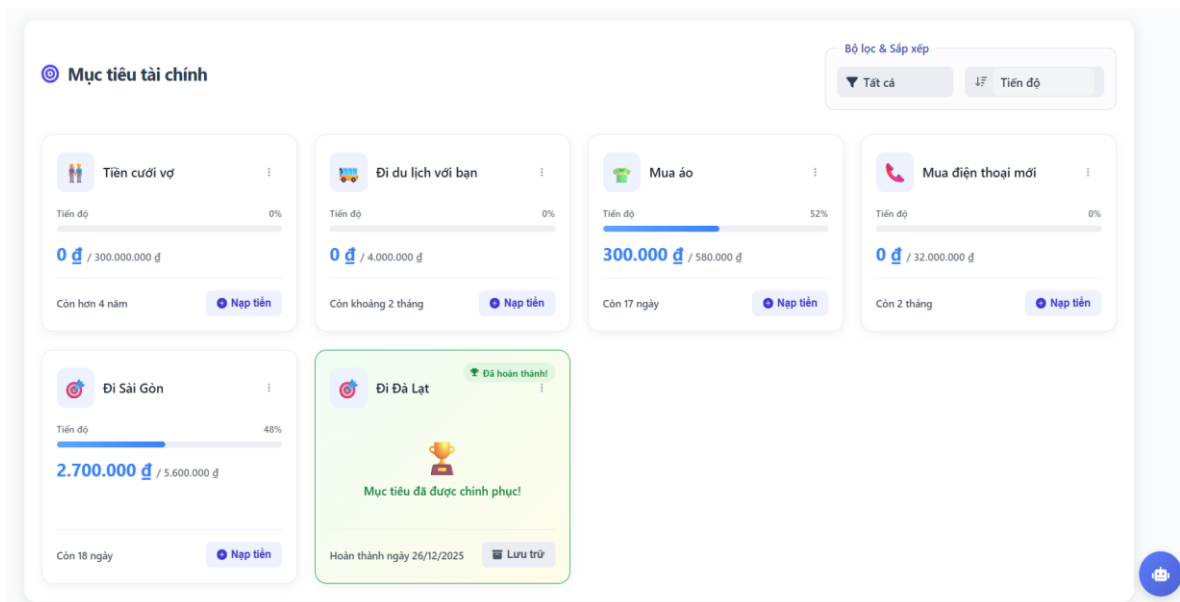 Bộ lọc & Sắp xếp
Mục tiêu tài chính
Tất cả
Tiến độ
Tiền cưới vợ
Tiến độ 0%
0 ₫ / 300.000.000 ₫
Còn hơn 4 năm
Nạp tiền
Đi du lịch với bạn
Tiến độ 0%
0 ₫ / 4.000.000 ₫
Còn khoảng 2 tháng
Nạp tiền
Mua áo
Tiến độ 52%
300.000 ₫ / 580.000 ₫
Còn 17 ngày
Nạp tiền
Mua điện thoại mới
Tiến độ 0%
0 ₫ / 32.000.000 ₫
Còn 2 tháng
Nạp tiền
Đi Sài Gòn
Tiến độ 48%
2.700.000 ₫ / 5.600.000 ₫
Còn 18 ngày
Nạp tiền
Đã hoàn thành!
Đi Đà Lạt
Mục tiêu đã được chinh phục!
Hoàn thành ngày 26/12/2025
Lưu trữ